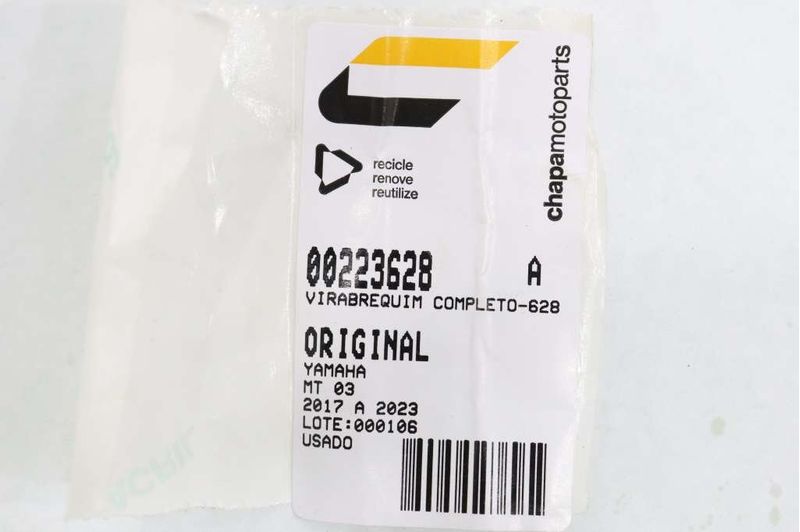 chapamotoparts
recicle
renove
reutilize
00223628 A
VIRABREQUIM COMPLETO-628
ORIGINAL
YAMAHA
MT 03
2017 A 2023
LOTE:000106
USADO